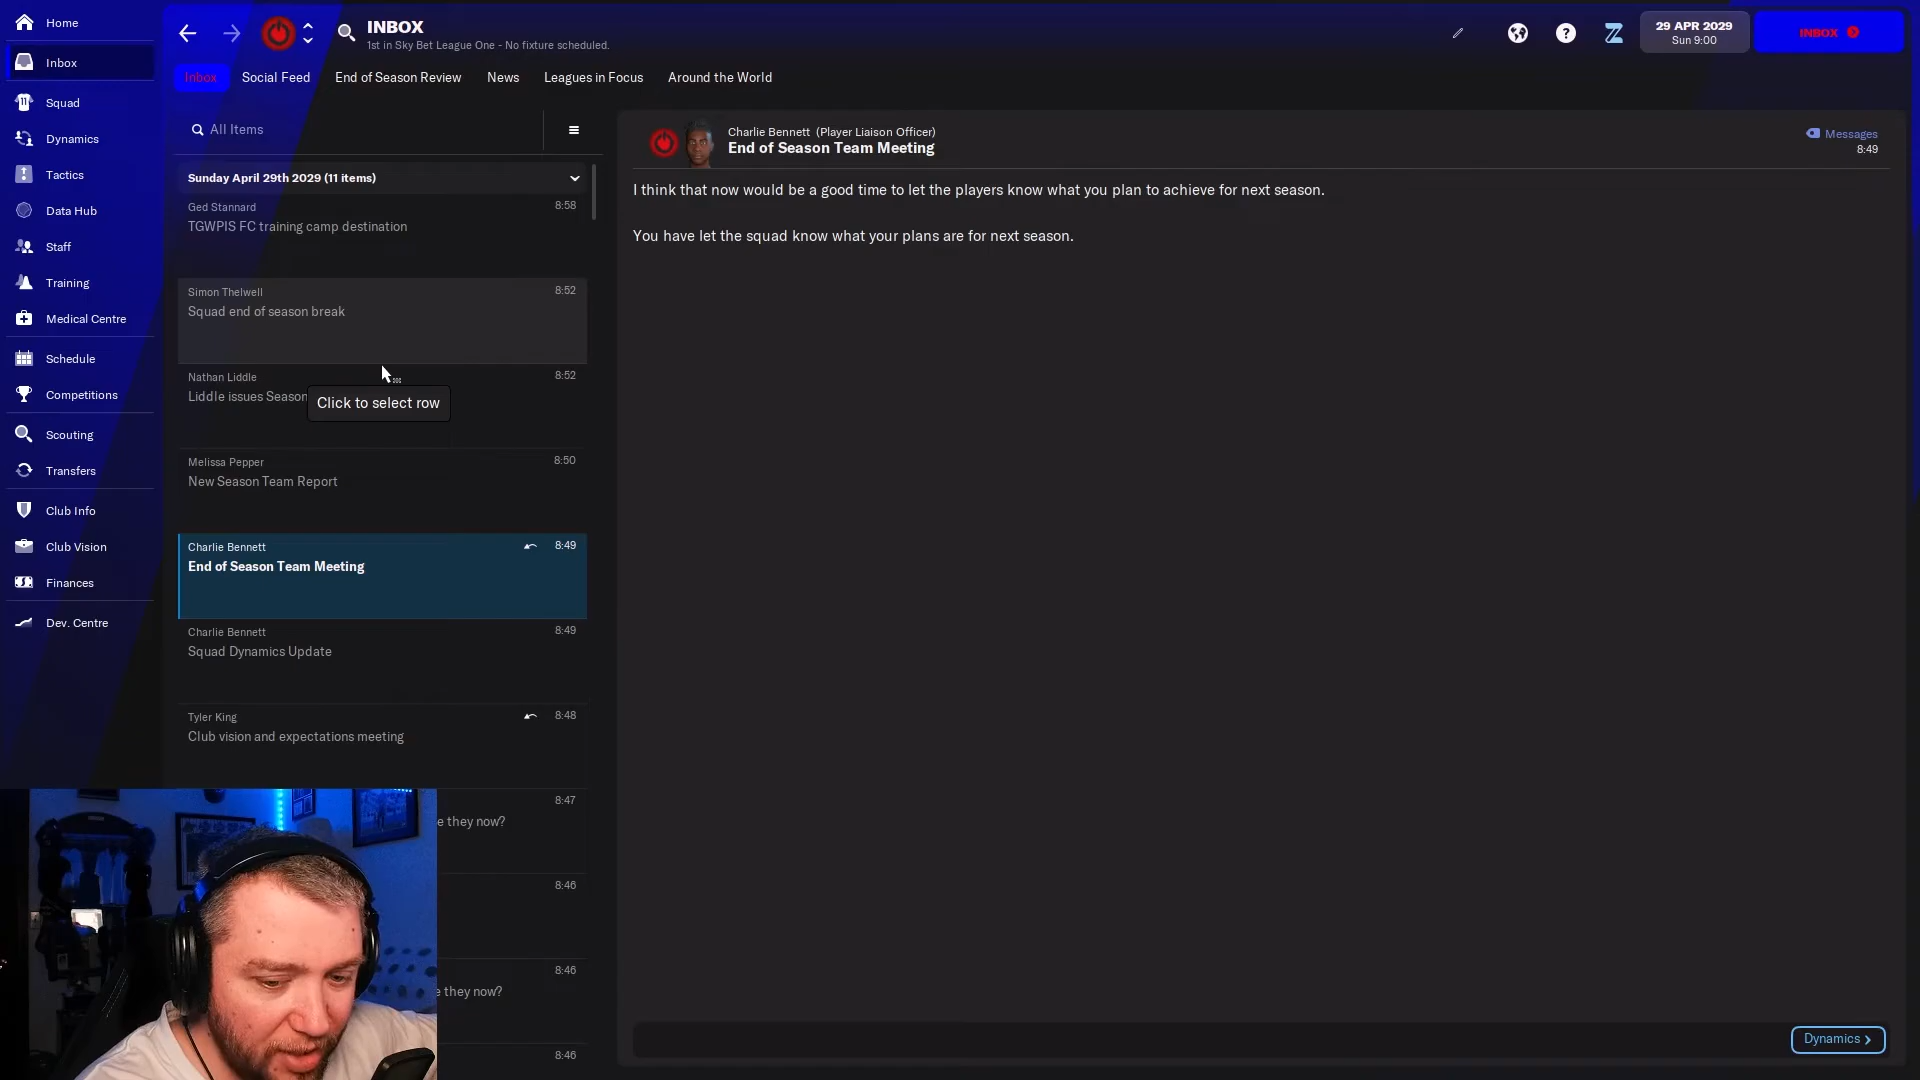 Home
Inbox
Squad
Dynamics
Tactics
Data Hub
Staff
Training
Medical Centre
Schedule
Competitions
Scouting
Transfers
Club Info
Club Vision
Finances
Dev. Centre
INBOX
1st in Sky Bet League One - No fixture scheduled.
29 APR 2029
Sun 9:00
INBOX
Inbox Social Feed End of Season Review News Leagues in Focus Around the World
All Items
Sunday April 29th 2029 (11 items)
Ged Stannard 8:58
TGWPIS FC training camp destination
Simon Thelwell 8:52
Squad end of season break
Nathan Liddle 8:52
Liddle issues Season
Click to select row
Melissa Pepper 8:50
New Season Team Report
Charlie Bennett 8:49
End of Season Team Meeting
Charlie Bennett 8:49
Squad Dynamics Update
Tyler King 8:48
Club vision and expectations meeting
8:47
e they now?
8:46
8:46
e they now?
8:46
Charlie Bennett (Player Liaison Officer)
End of Season Team Meeting
Messages
8:49
I think that now would be a good time to let the players know what you plan to achieve for next season.
You have let the squad know what your plans are for next season.
Dynamics